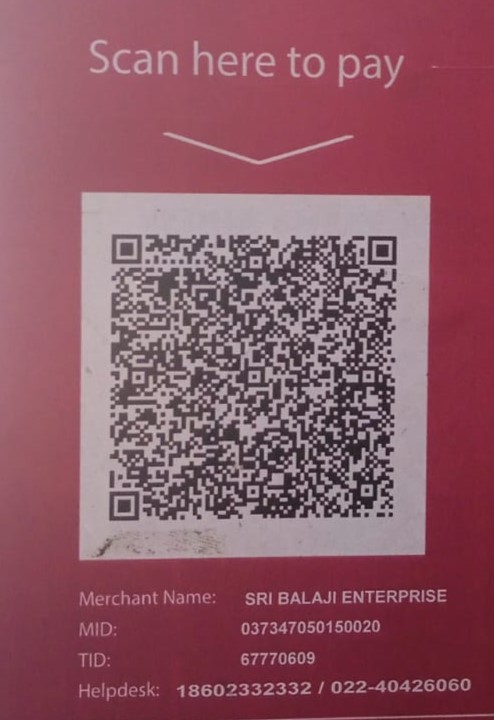 Scan here to pay
Merchant Name: SRI BALAJI ENTERPRISE
MID: 037347050150020
TID: 67770609
Helpdesk: 18602332332 / 022-40426060